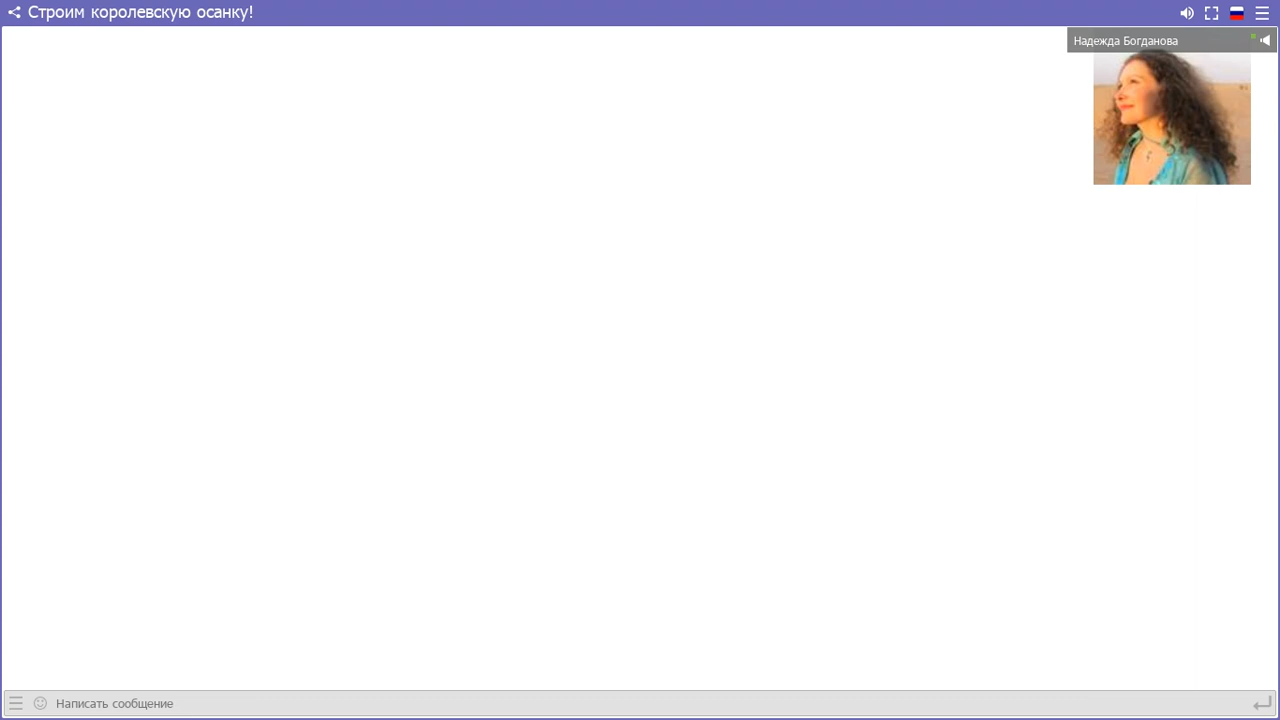 Строим королевскую осанку!
Надежда Богданова
Написать сообщение